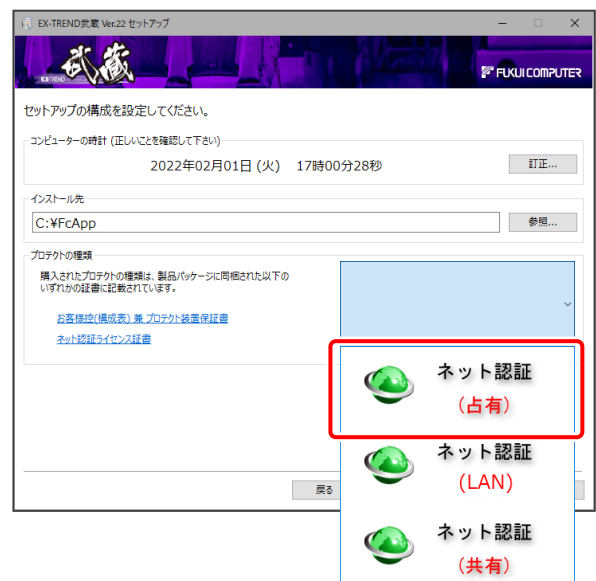 EX-TREND武蔵 Ver.22 セットアップ
EX-TREND 武蔵
FUKUI COMPUTER
セットアップの構成を設定してください。
コンピューターの時計 (正しいことを確認して下さい)
2022年02月01日 (火) 17時00分28秒
訂正...
インストール先
C:¥FcApp
参照...
プロテクトの種類
購入されたプロテクトの種類は、製品パッケージに同梱された以下の
いずれかの証書に記載されています。
お客様控(構成表) 兼 プロテクト装置保証書
ネット認証ライセンス証書
ネット認証
(占有)
ネット認証
(LAN)
ネット認証
(共有)
戻る